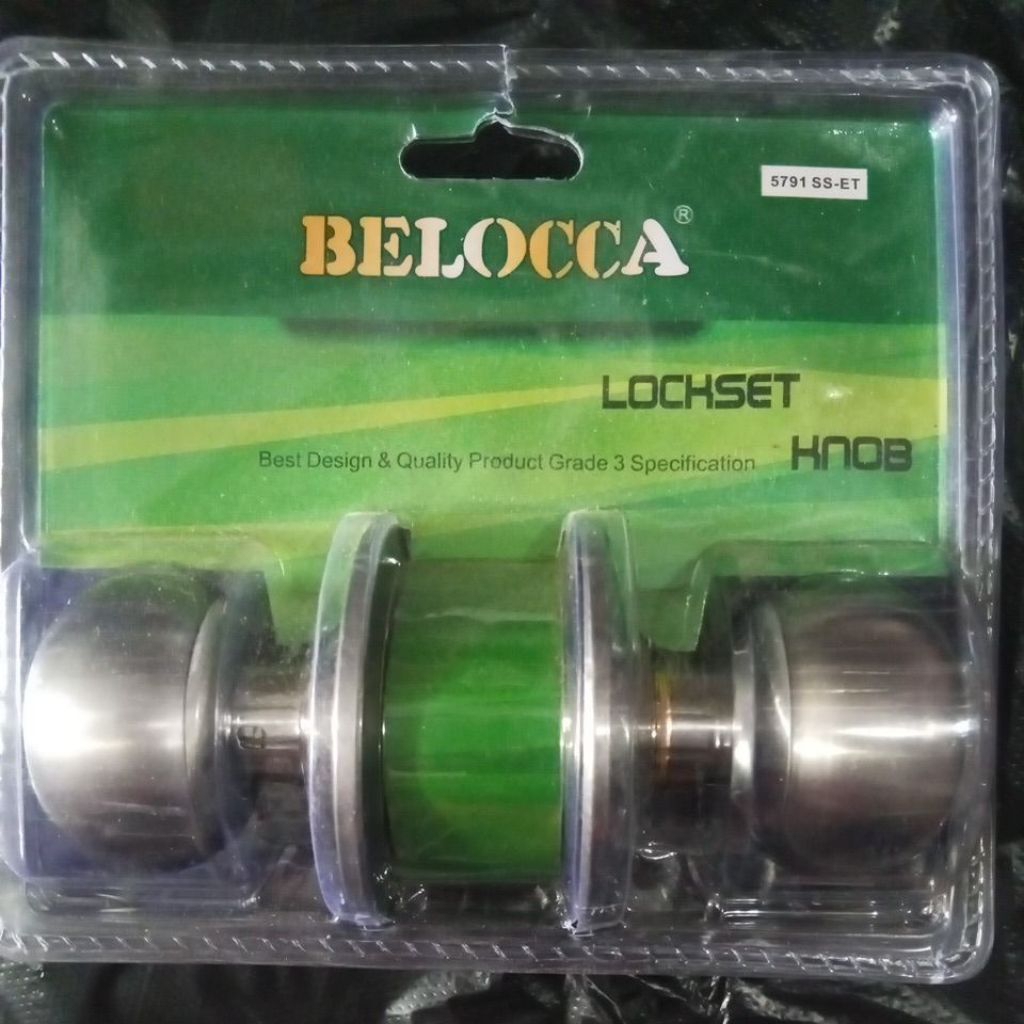 5791 SS-ET
BELOCCA®
LOCKSET
Best Design & Quality Product Grade 3 Specification
KNOB